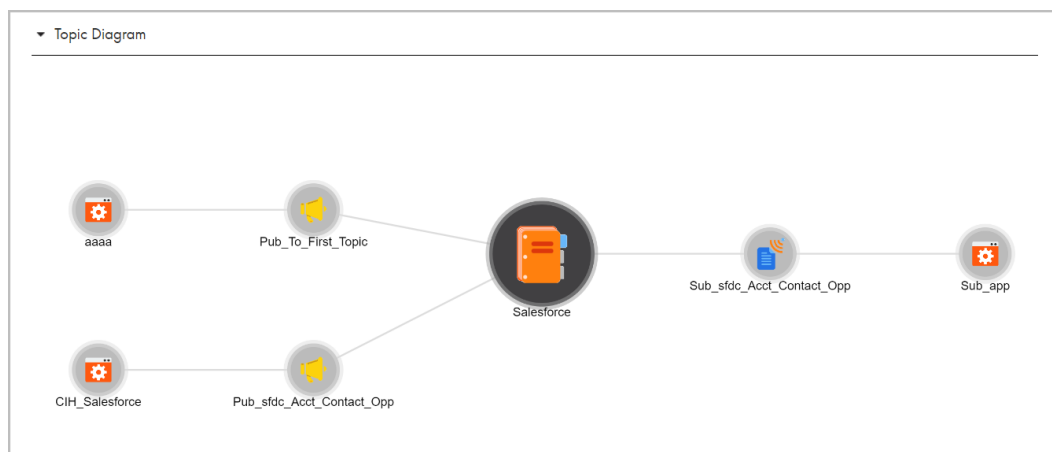 Topic Diagram
aaaa
Pub_To_First_Topic
Salesforce
Sub_sfdc_Acct_Contact_Opp
Sub_app
CIH_Salesforce
Pub_sfdc_Acct_Contact_Opp